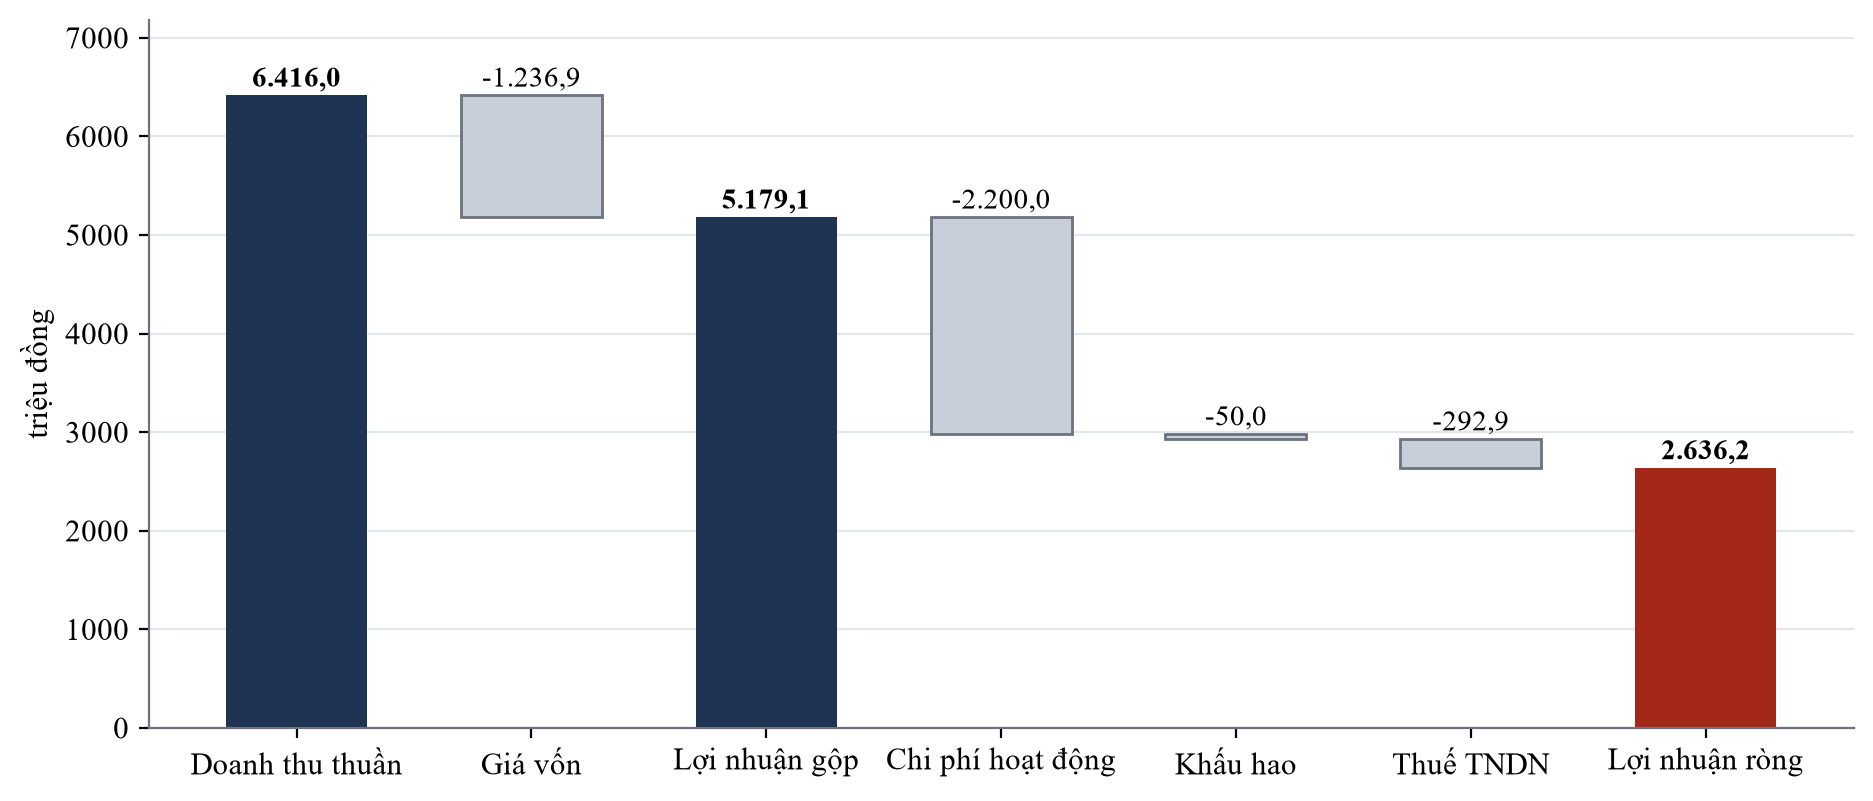 7000
6000
5000
4000
3000
2000
1000
0
triệu đồng
6.416,0
-1.236,9
5.179,1
-2.200,0
-50,0
-292,9
2.636,2
Doanh thu thuần
Giá vốn
Lợi nhuận gộp
Chi phí hoạt động
Khấu hao
Thuế TNDN
Lợi nhuận ròng